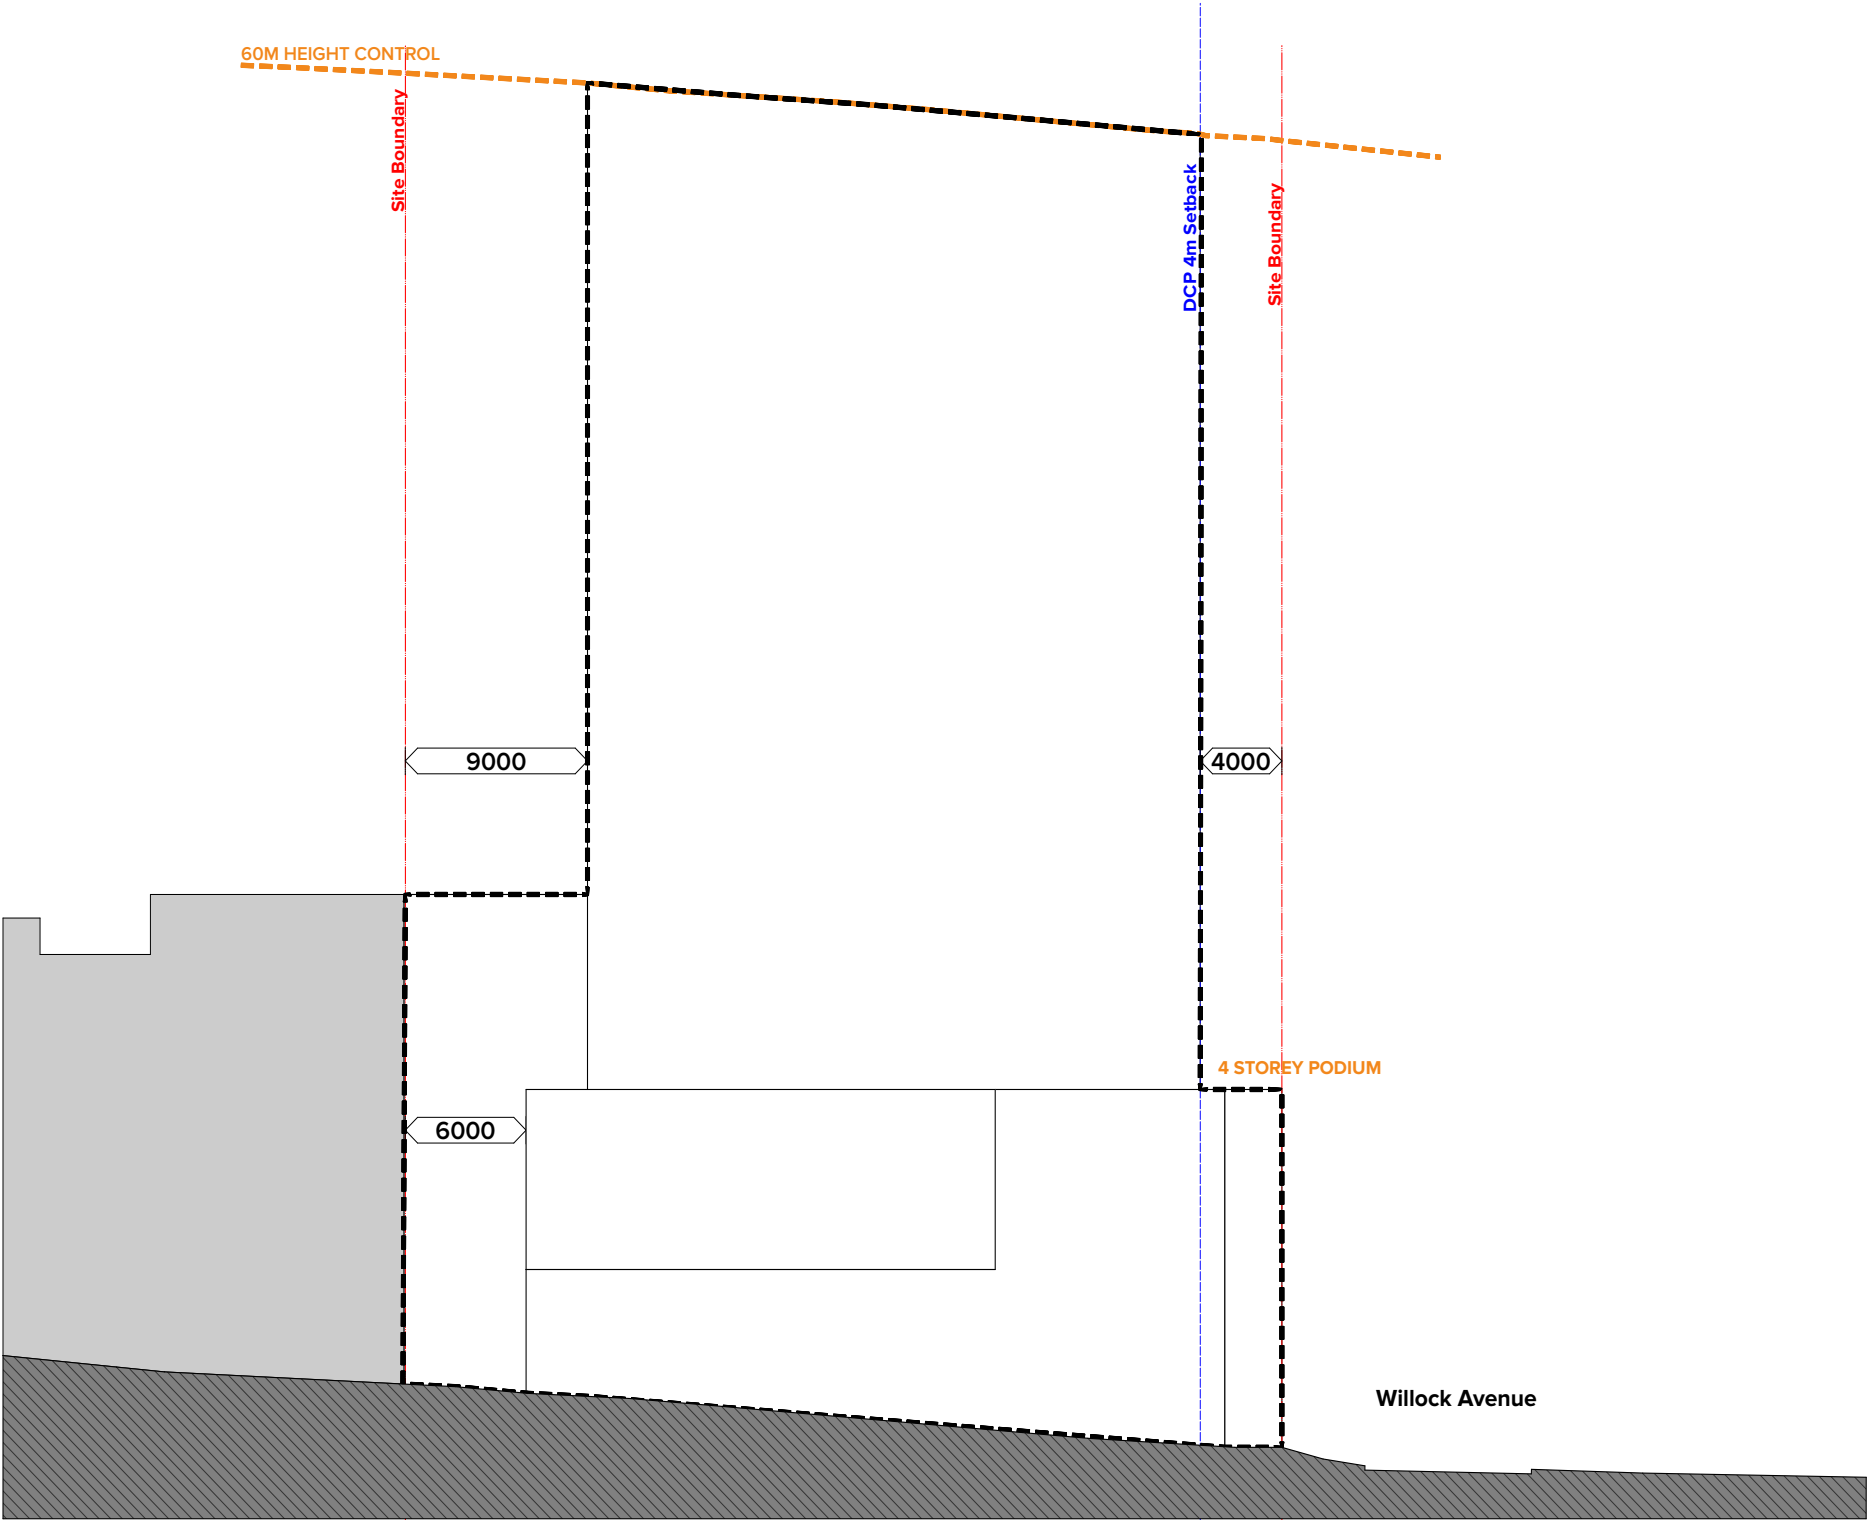 60M HEIGHT CONTROL
Site Boundary
DCP 4m Setback
Site Boundary
9000
4000
4 STOREY PODIUM
6000
Willock Avenue